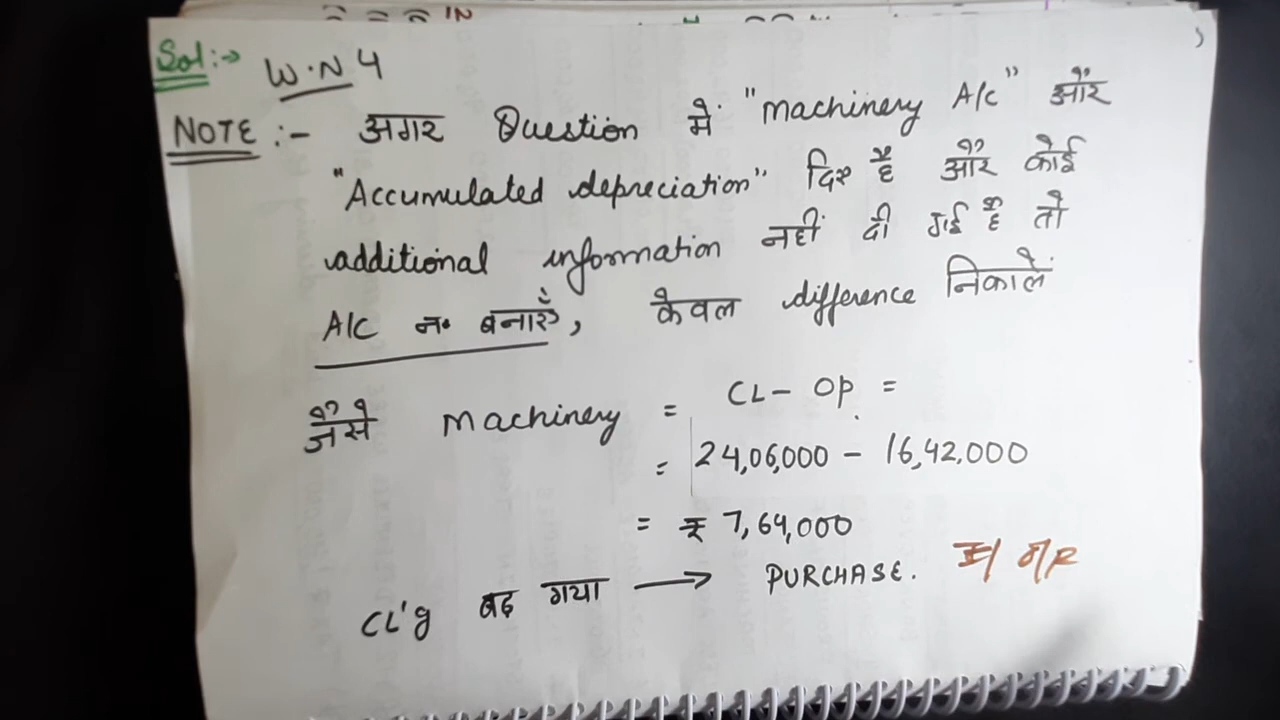 Sol:→ W.N 4
NOTE :- अगर Question में "machinery A/c" और
"Accumulated depreciation" दिए है और कोई
additional information नहीं दी गई है तो
A/C न. बनाएँ, केवल difference निकालें
जैसे machinery = CL - OP =
= 24,06,000 - 16,42,000
= ₹ 7,64,000
CL'g बढ़ गया → PURCHASE.